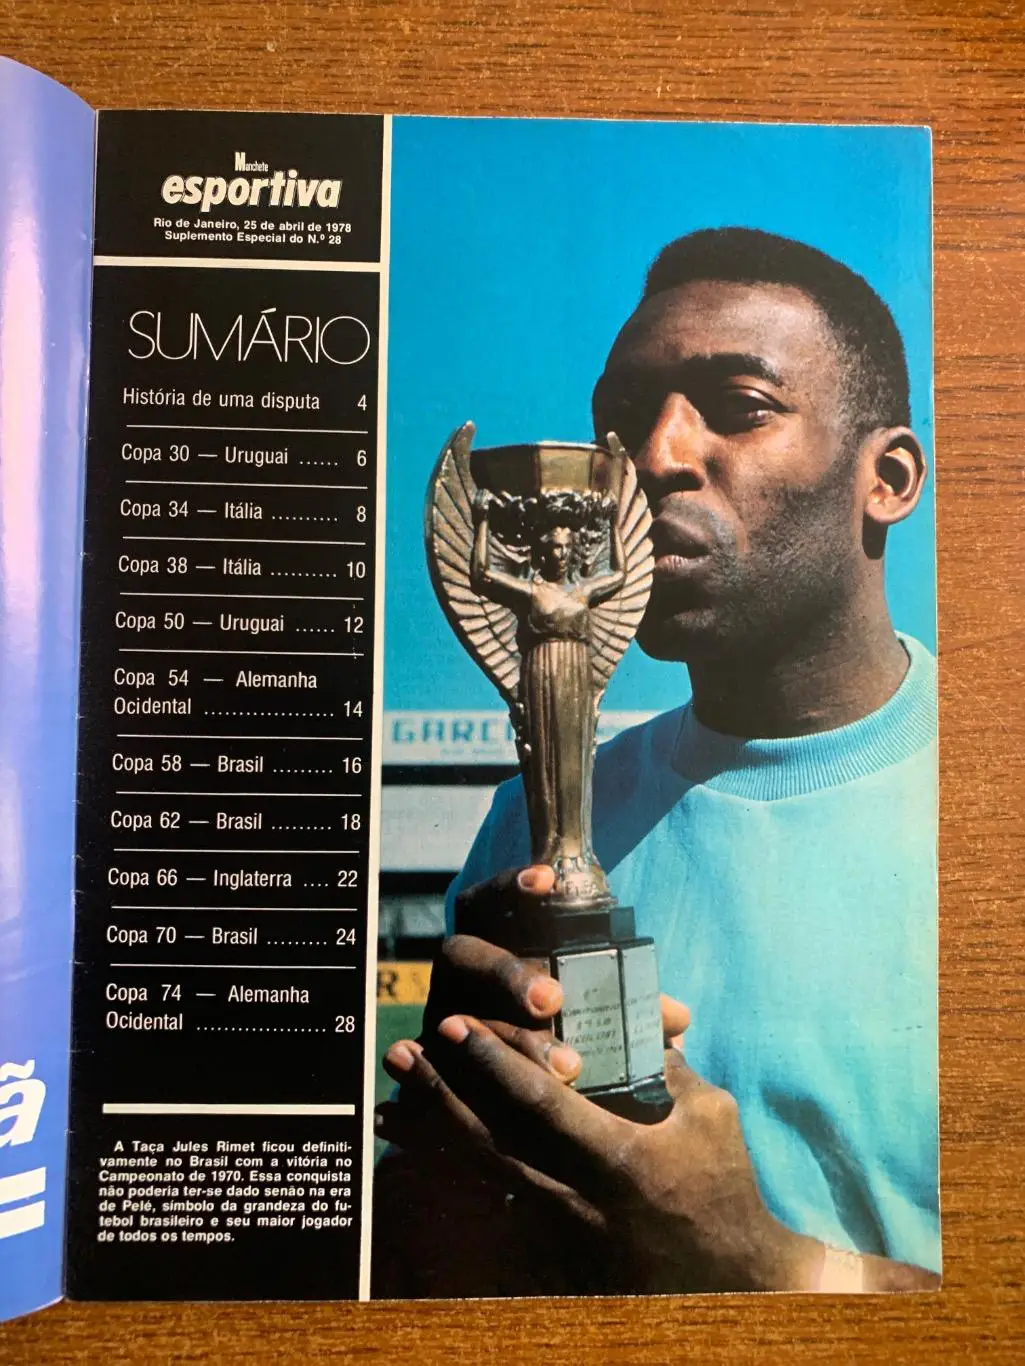 Manchete
esportiva
Rio de Janeiro, 25 de abril de 1978
Suplemento Especial do N.º 28
SUMÁRIO
História de uma disputa 4
Copa 30 — Uruguai ...... 6
Copa 34 — Itália .......... 8
Copa 38 — Itália .......... 10
Copa 50 — Uruguai ...... 12
Copa 54 — Alemanha
Ocidental .................... 14
Copa 58 — Brasil ......... 16
Copa 62 — Brasil ......... 18
Copa 66 — Inglaterra .... 22
Copa 70 — Brasil ......... 24
Copa 74 — Alemanha
Ocidental .................... 28
A Taça Jules Rimet ficou definiti-
vamente no Brasil com a vitória no
Campeonato de 1970. Essa conquista
não poderia ter-se dado senão na era
de Pelé, símbolo da grandeza do fu-
tebol brasileiro e seu maior jogador
de todos os tempos.
GARC
FIFA
R
ã